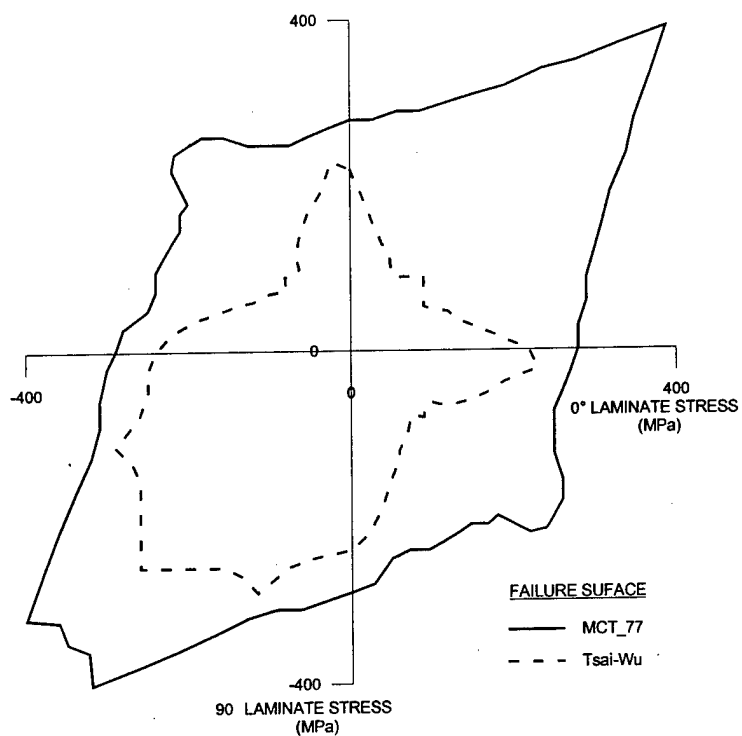 400
0
-400
0
400
0° LAMINATE STRESS
(MPa)
FAILURE SUFACE
MCT_77
Tsai-Wu
-400
90 LAMINATE STRESS
(MPa)